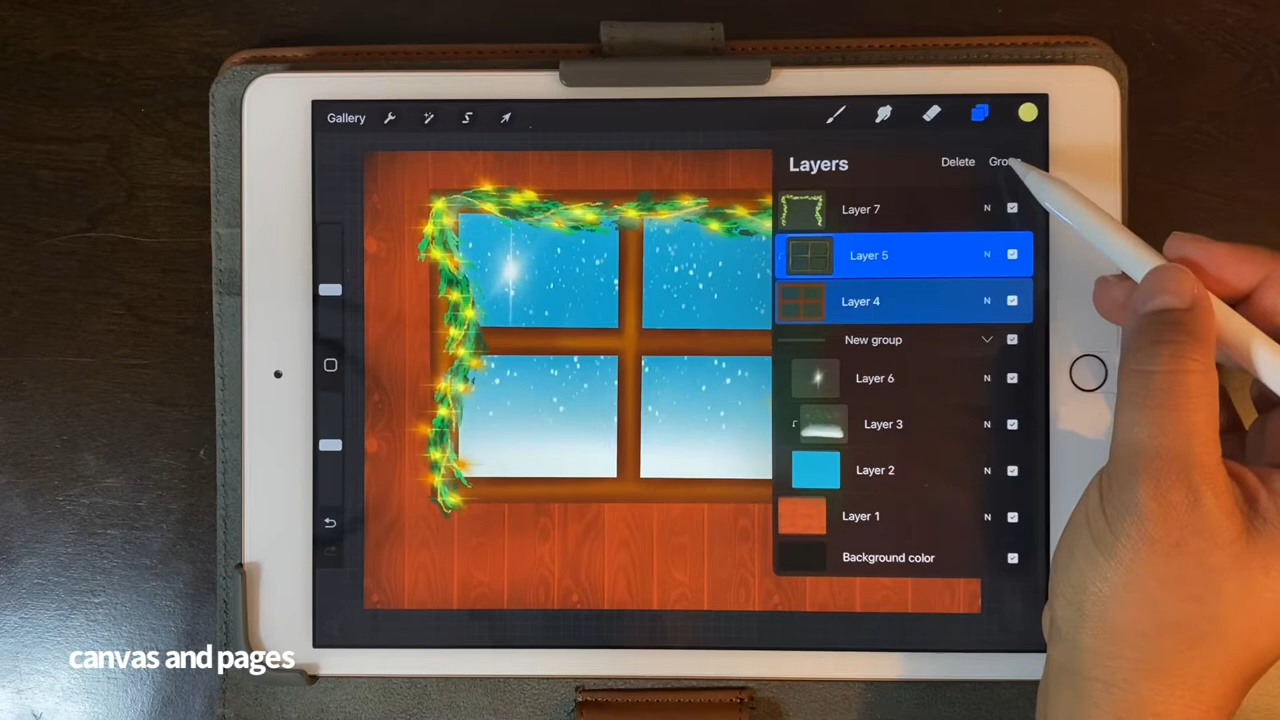 Gallery
Layers
Delete
Layer 7 N
Layer 5 N
Layer 4 N
New group
Layer 6 N
Layer 3 N
Layer 2 N
Layer 1 N
Background color
canvas and pages